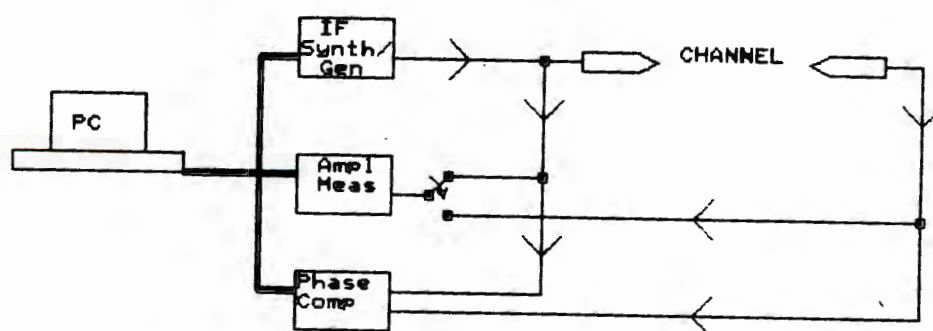 IF
Synth/
Gen
CHANNEL
PC
Ampl
Meas
Phase
Comp